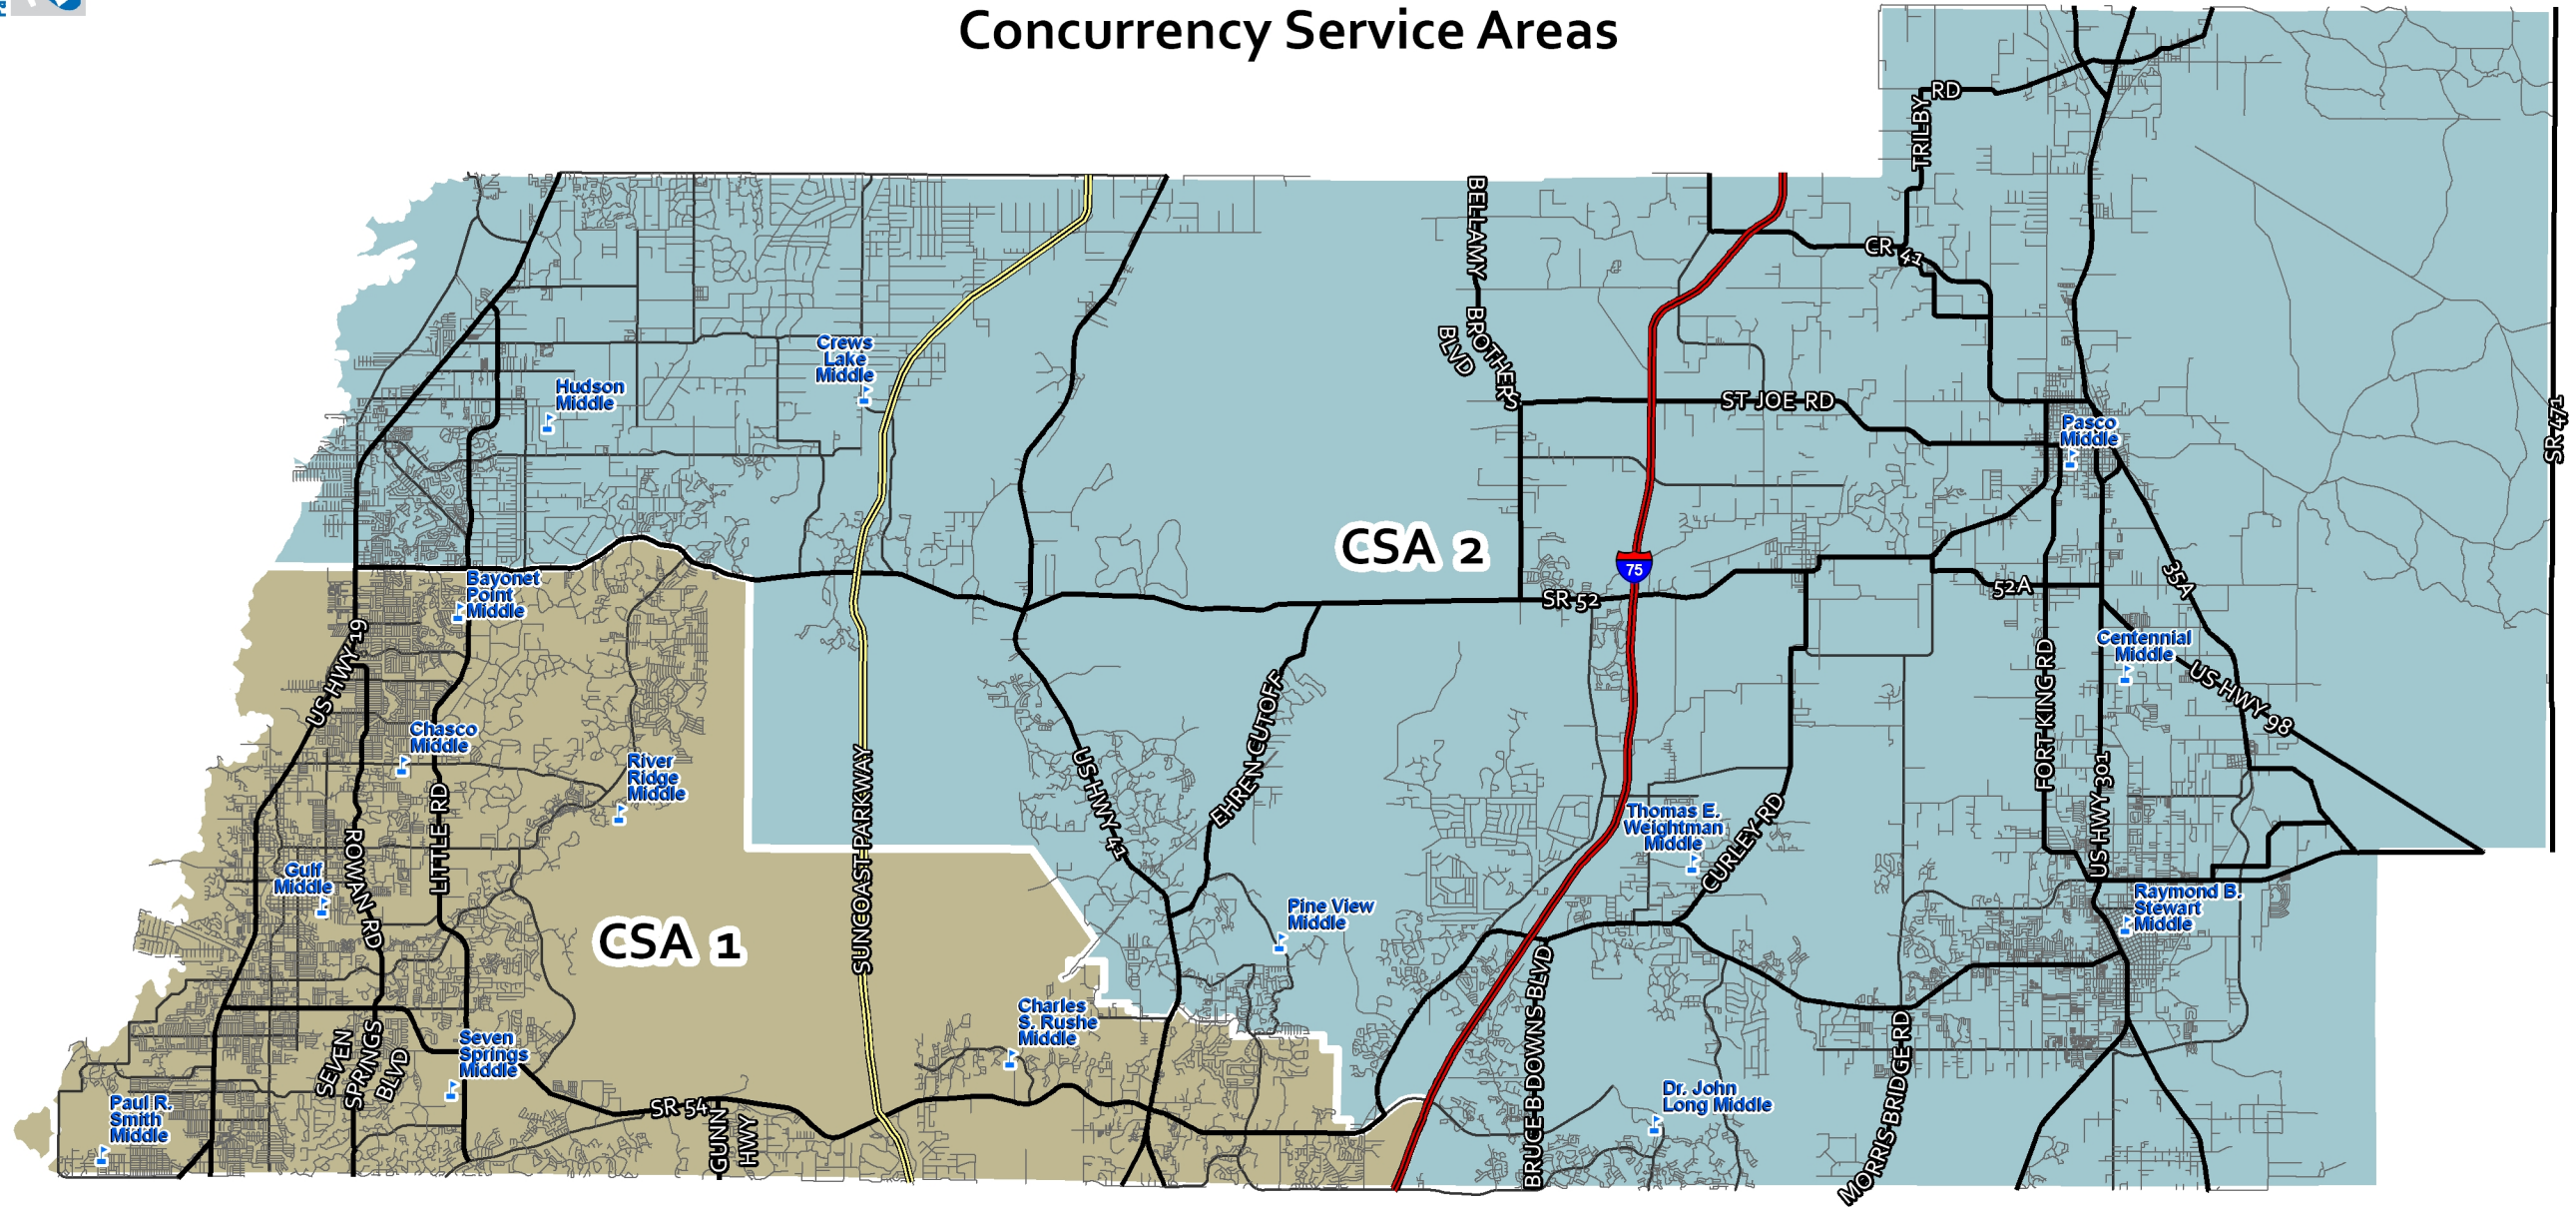 Concurrency Service Areas
RD
TRILBY
CR 41
BELLAMY BROTHERS
BLVD
ST JOE RD
SR 471
Crews
Lake
Middle
Hudson
Middle
Pasco
Middle
CSA 2
75
SR 52
52A
35A
Bayonet
Point
Middle
US HWY 19
Centennial
Middle
US HWY 98
FORT KING RD
EHREN CUTOFF
US HWY 41
SUNCOAST PARKWAY
Chasco
Middle
River
Ridge
Middle
LITTLE RD
ROWAN RD
US HWY 301
Thomas E.
Weightman
Middle
CURLEY RD
Gulf
Middle
Raymond B.
Stewart
Middle
Pine View
Middle
CSA 1
BRUCE B DOWNS BLVD
Charles
S. Rushe
Middle
SEVEN
SPRINGS
BLVD
Seven
Springs
Middle
MORRIS BRIDGE RD
Dr. John
Long Middle
SR 54
GUNN
HWY
Paul R.
Smith
Middle